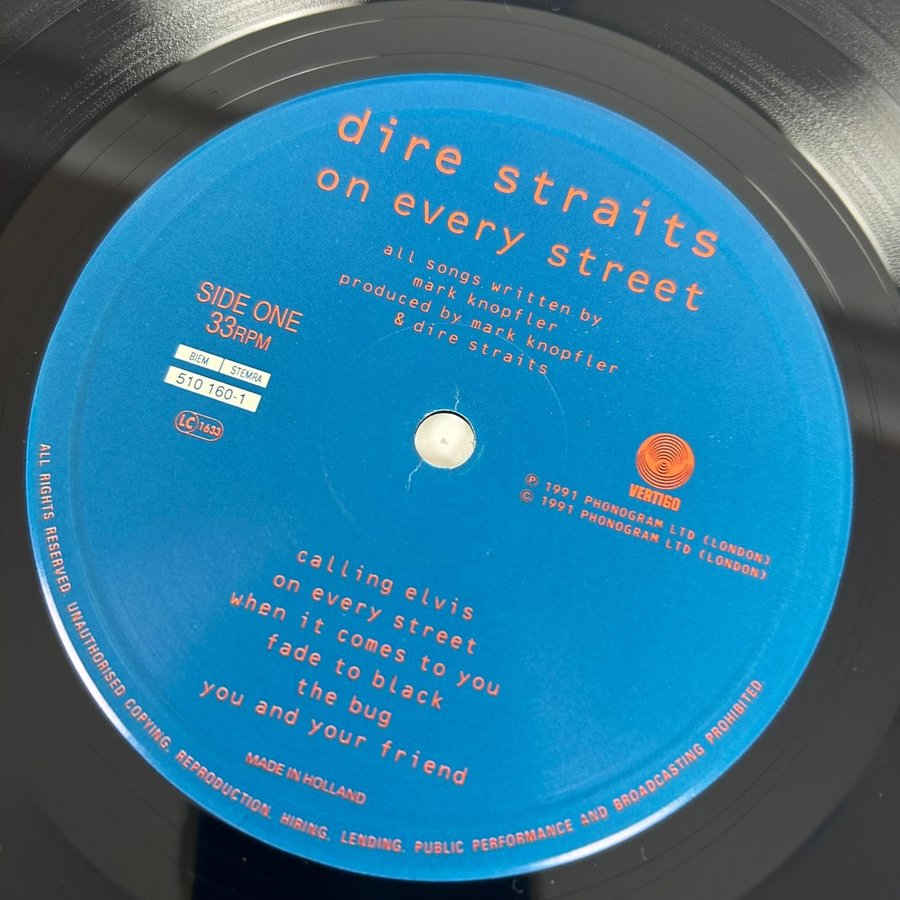 dire straits
on every street
all songs written by
mark knopfler
produced by mark knopfler
& dire straits
SIDE ONE
33RPM
BIEM STEMRA
510 160-1
LC 1633
VERTIGO
℗ 1991 PHONOGRAM LTD (LONDON)
© 1991 PHONOGRAM LTD (LONDON)
calling elvis
on every street
when it comes to you
fade to black
the bug
you and your friend
MADE IN HOLLAND
ALL RIGHTS RESERVED. UNAUTHORISED COPYING, REPRODUCTION, HIRING, LENDING, PUBLIC PERFORMANCE AND BROADCASTING PROHIBITED.